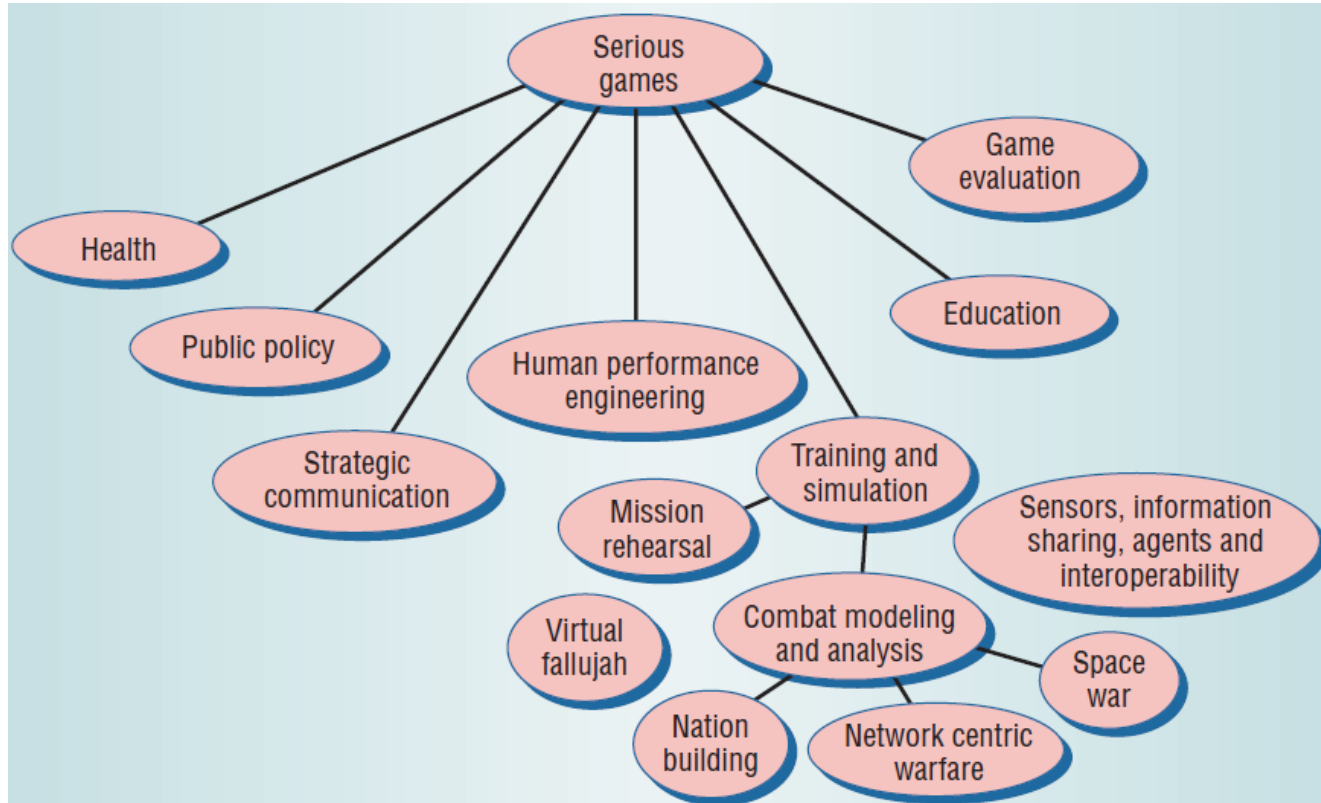 Serious
games
Game
evaluation
Health
Education
Public policy
Human performance
engineering
Strategic
communication
Training and
simulation
Mission
rehearsal
Sensors, information
sharing, agents and
interoperability
Virtual
fallujah
Combat modeling
and analysis
Space
war
Nation
building
Network centric
warfare